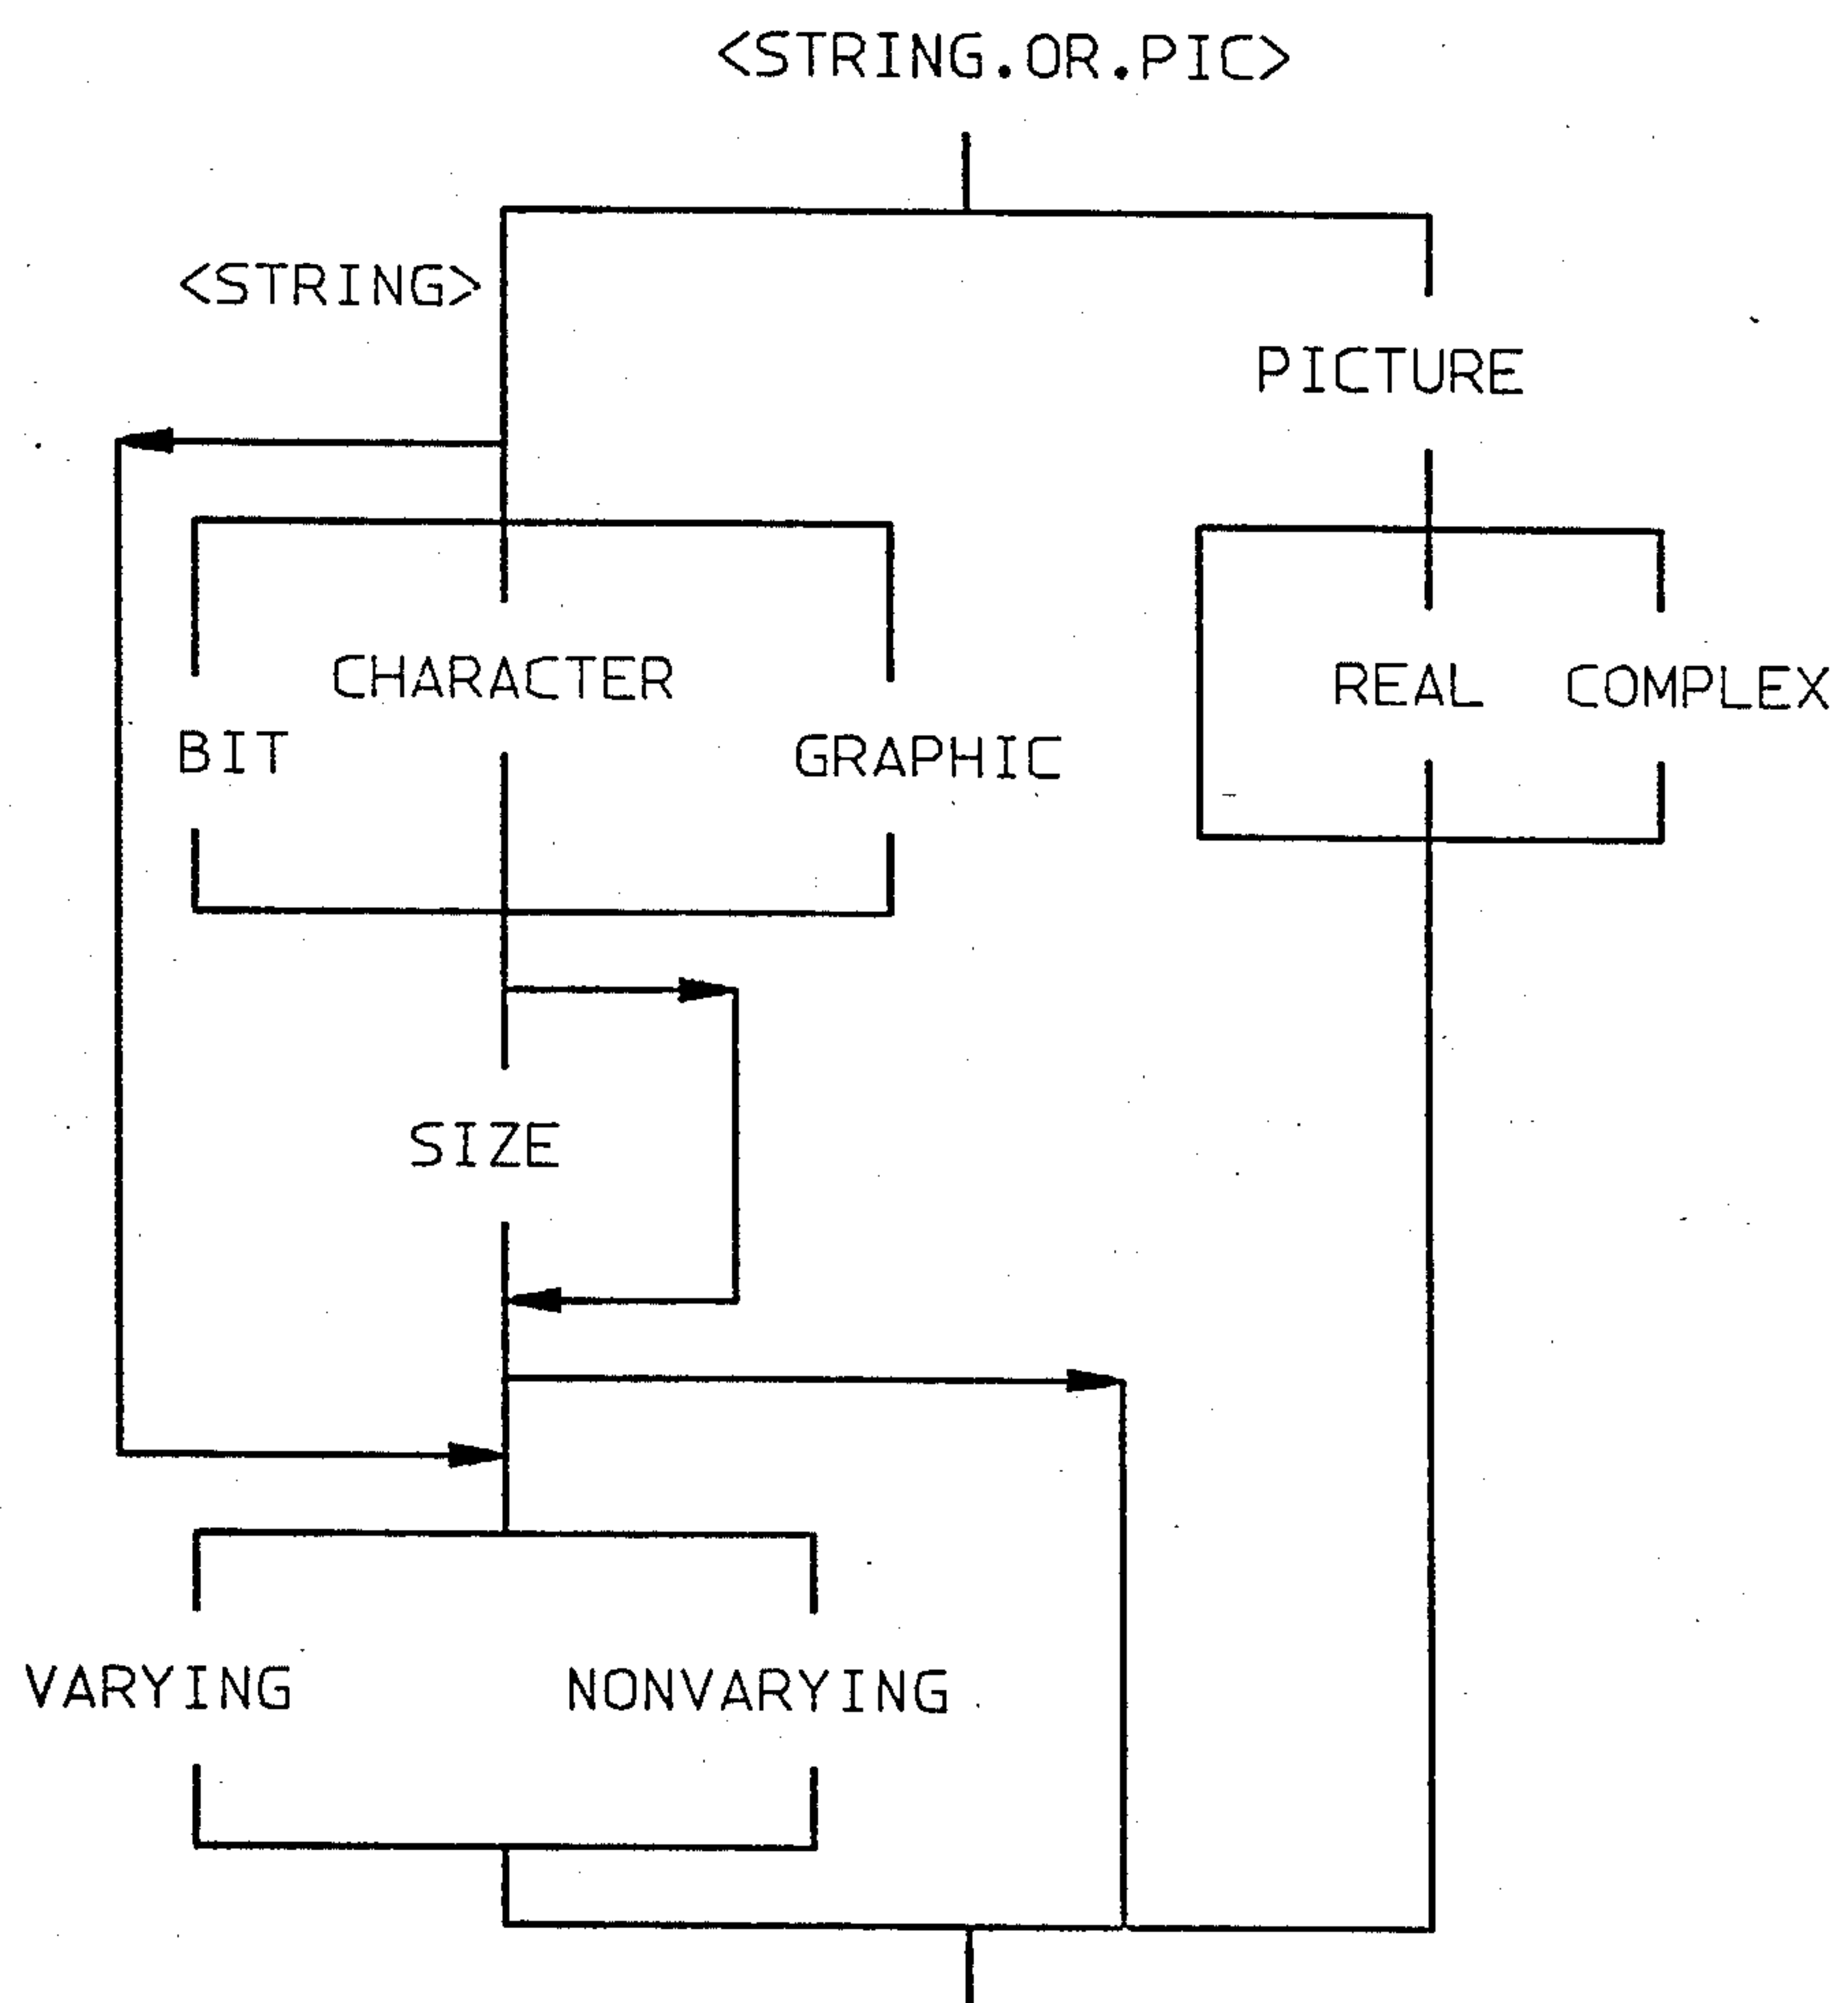 <STRING.OR.PIC>
<STRING>
PICTURE
CHARACTER
REAL COMPLEX
BIT
GRAPHIC
SIZE
VARYING
NONVARYING